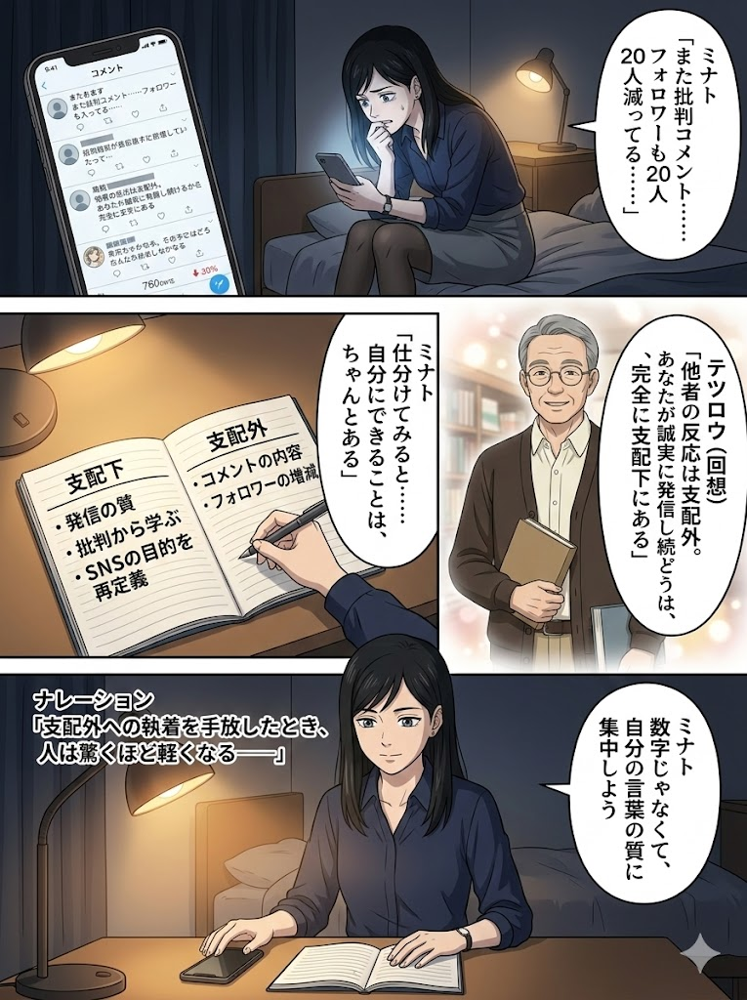 ミナト
「また批判コメント……
フォロワーも20人
20人減ってる……」
9:41
コメント
またおます
また批判コメント……フォロワー
も入ってる……
760
30%
テツロウ（回想）
「他者の反応は支配外。
あなたが誠実に発信し続どうは、
、完全に支配下にある」
ミナト
「仕分けてみると……
自分にできることは、
ちゃんとある」
支配下
・発信の質
・批判から学ぶ
・SNSの目的を
再定義
支配外
・コメントの内容
・フォロワーの増減
ナレーション
「支配外への執着を手放したとき、
人は驚くほど軽くなる――」
ミナト
数字じゃなくて、
自分の言葉の質に
集中しよう